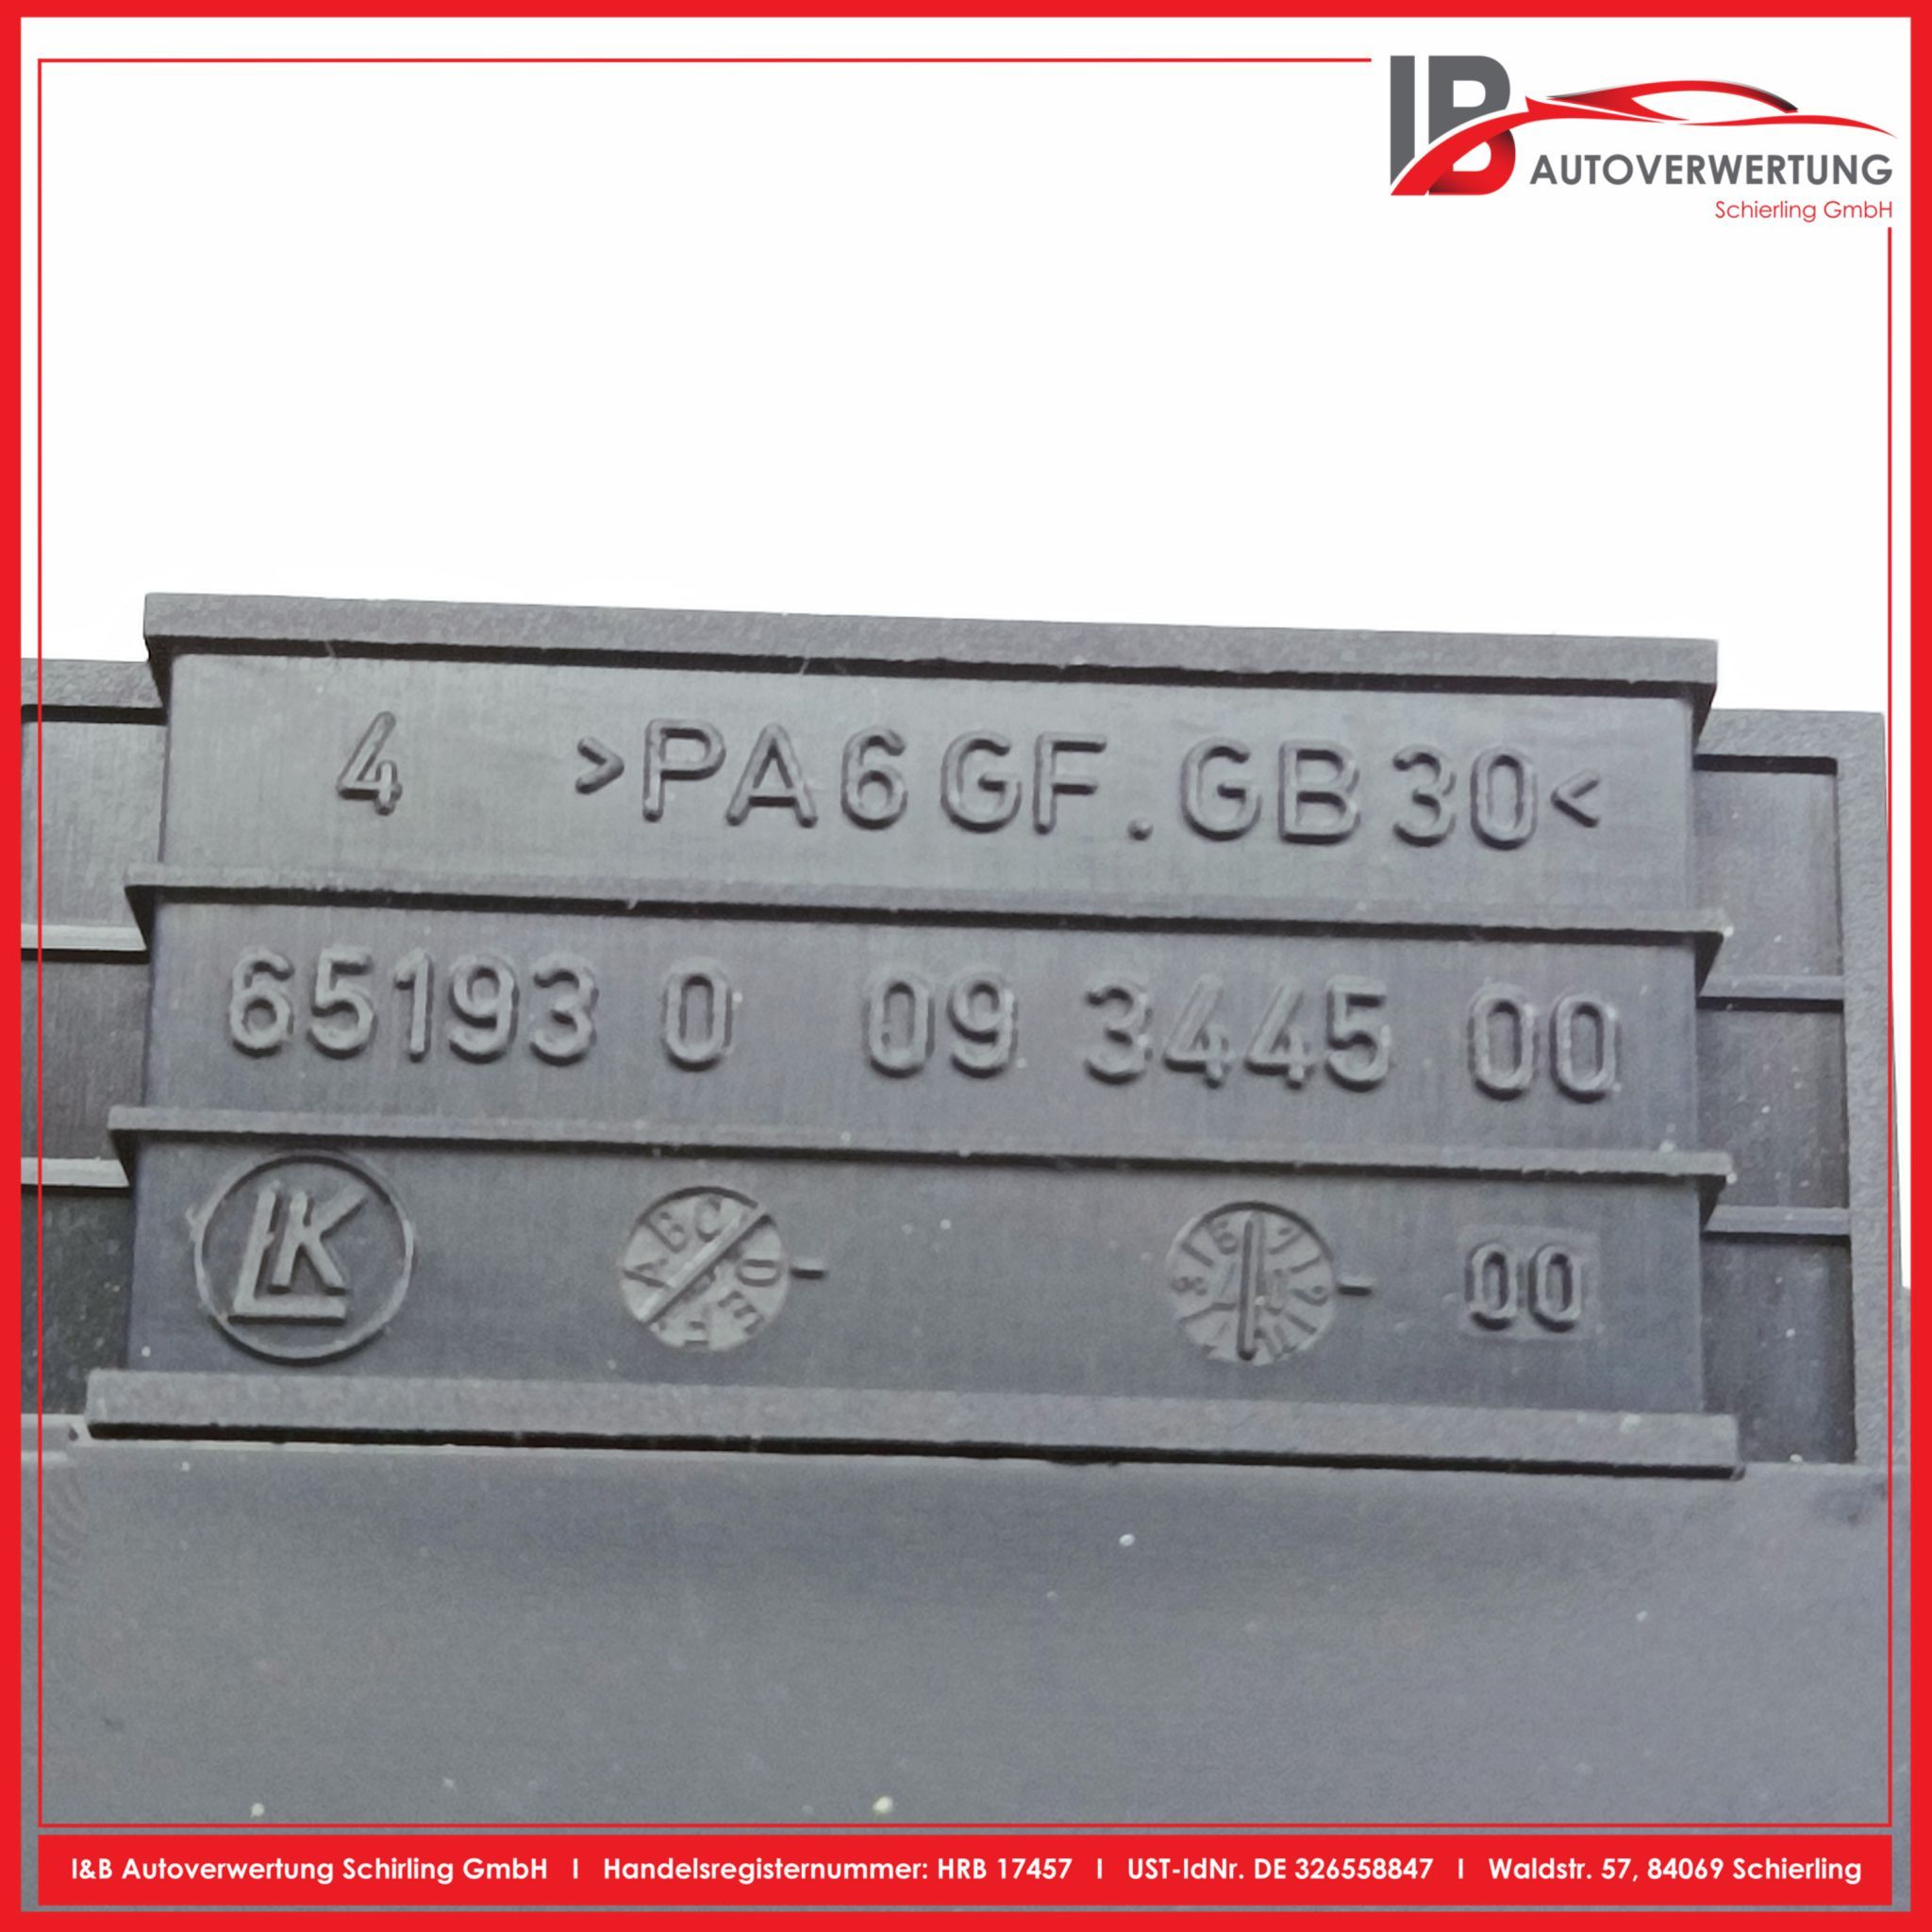 IB AUTOVERWERTUNG
Schierling GmbH
4 >PA6GF.GB30<
65193 0 09 3445 00
LK
A B C D E
00
I&B Autoverwertung Schirling GmbH I Handelsregisternummer: HRB 17457 I UST-IdNr. DE 326558847 I Waldstr. 57, 84069 Schierling